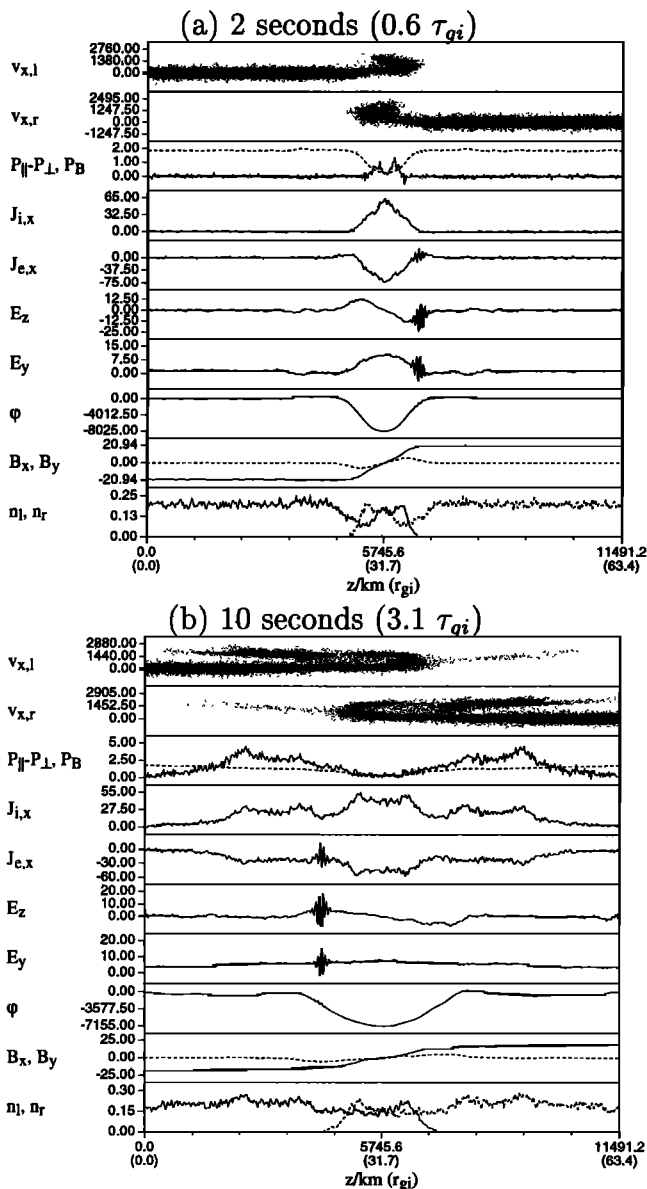 (a) 2 seconds (0.6 τgi)
vx,l
2760.00
1380.00
0.00
vx,r
2495.00
1247.50
0.00
-1247.50
P∥-P⊥, PB
2.00
1.00
0.00
Ji,x
65.00
32.50
0.00
Je,x
0.00
-37.50
-75.00
Ez
12.50
0.00
-12.50
-25.00
Ey
15.00
7.50
0.00
φ
0.00
-4012.50
-8025.00
Bx, By
20.94
0.00
-20.94
nl, nr
0.25
0.13
0.00
0.0 5745.6 11491.2
(0.0) (31.7) (63.4)
z/km (rgi)
(b) 10 seconds (3.1 τgi)
vx,l
2880.00
1440.00
0.00
vx,r
2905.00
1452.50
0.00
P∥-P⊥, PB
5.00
2.50
0.00
Ji,x
55.00
27.50
0.00
Je,x
0.00
-30.00
-60.00
Ez
20.00
10.00
0.00
Ey
20.00
10.00
0.00
φ
0.00
-3577.50
-7155.00
Bx, By
25.00
0.00
-25.00
nl, nr
0.30
0.15
0.00
0.0 5745.6 11491.2
(0.0) (31.7) (63.4)
z/km (rgi)